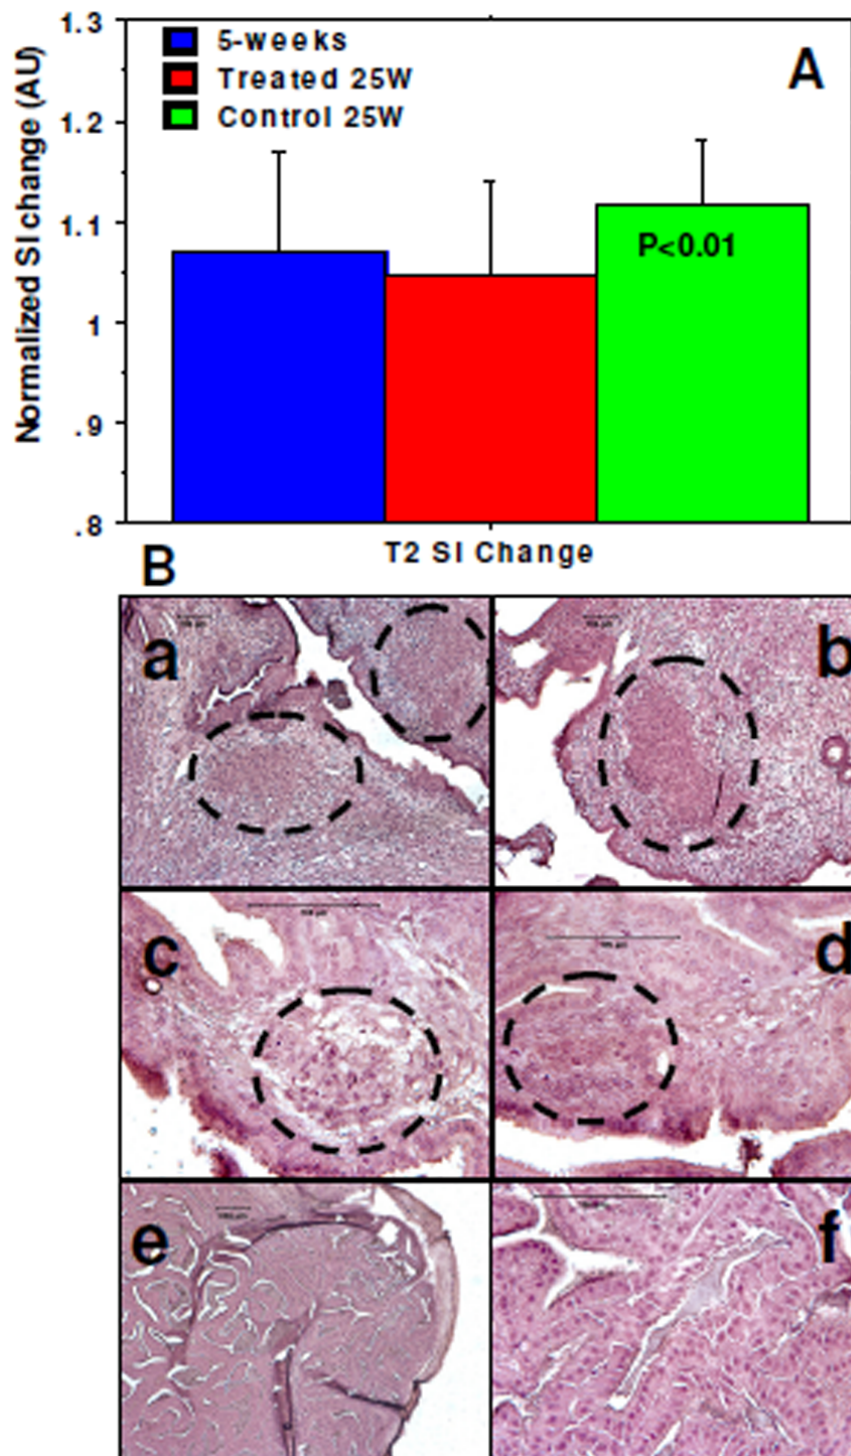 1.3
1.2
1.1
1
.9
.8
Normalized SI change (AU)
5-weeks
Treated 25W
Control 25W
A
P<0.01
T2 SI Change
B
a
b
c
d
e
f